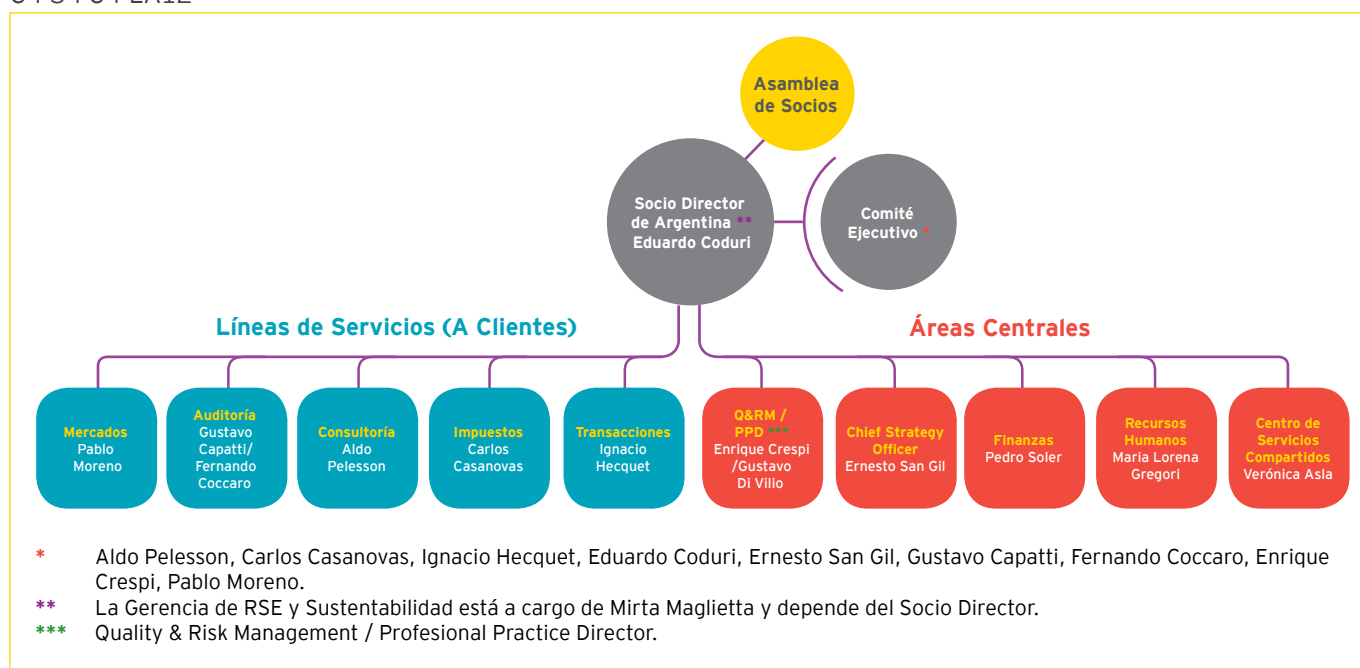 Asamblea
de Socios
Socio Director
de Argentina **
Eduardo Coduri
Comité
Ejecutivo *
Líneas de Servicios (A Clientes)
Áreas Centrales
Mercados
Pablo
Moreno
Auditoría
Gustavo
Capatti/
Fernando
Coccaro
Consultoría
Aldo
Pelesson
Impuestos
Carlos
Casanovas
Transacciones
Ignacio
Hecquet
Q&RM /
PPD ***
Enrique Crespi
/Gustavo
Di Vilio
Chief Strategy
Officer
Ernesto San Gil
Finanzas
Pedro Soler
Recursos
Humanos
Maria Lorena
Gregori
Centro de
Servicios
Compartidos
Verónica Asla
* Aldo Pelesson, Carlos Casanovas, Ignacio Hecquet, Eduardo Coduri, Ernesto San Gil, Gustavo Capatti, Fernando Coccaro, Enrique
Crespi, Pablo Moreno.
** La Gerencia de RSE y Sustentabilidad está a cargo de Mirta Maglietta y depende del Socio Director.
*** Quality & Risk Management / Profesional Practice Director.